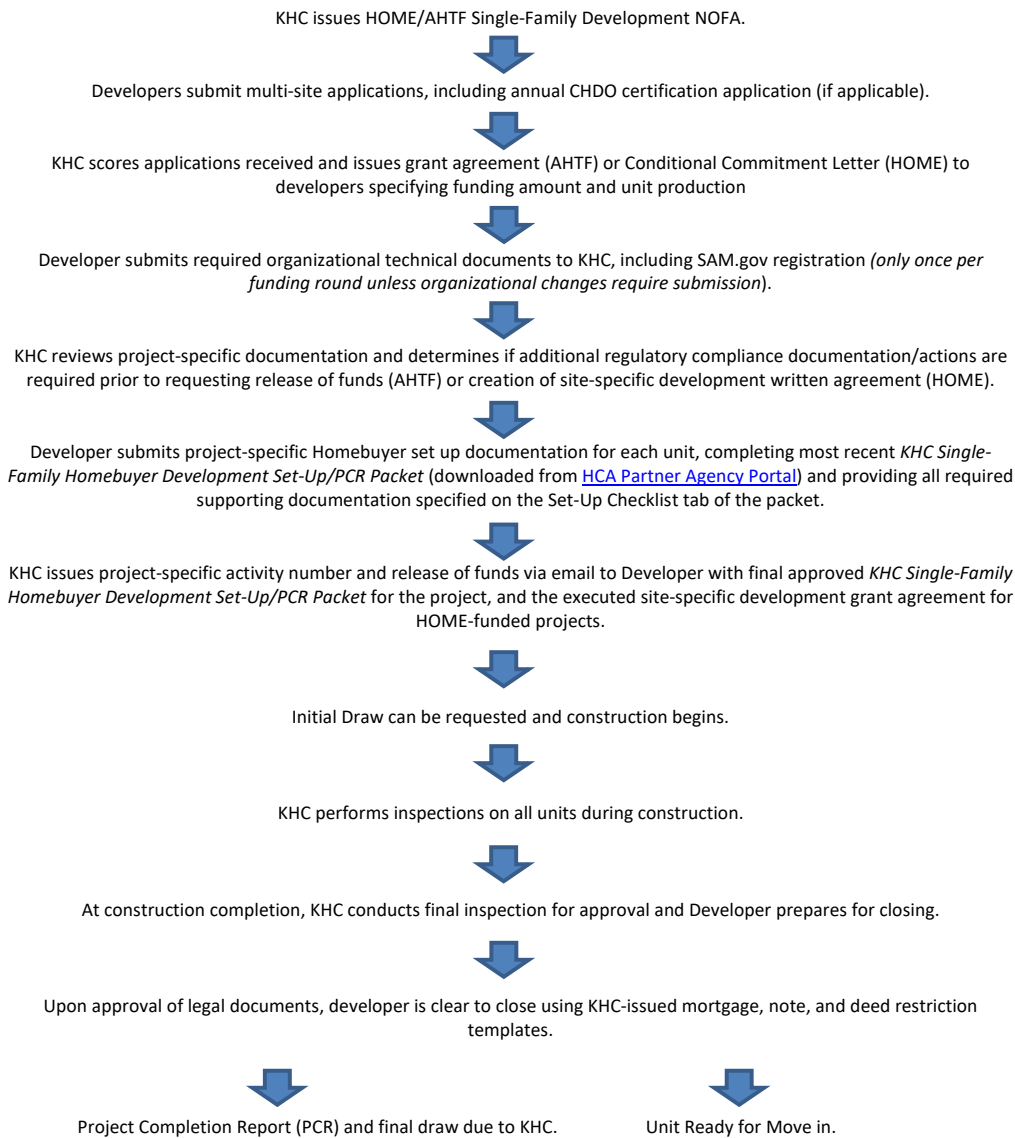 KHC issues HOME/AHTF Single-Family Development NOFA.
Developers submit multi-site applications, including annual CHDO certification application (if applicable).
KHC scores applications received and issues grant agreement (AHTF) or Conditional Commitment Letter (HOME) to
developers specifying funding amount and unit production
Developer submits required organizational technical documents to KHC, including SAM.gov registration (only once per
funding round unless organizational changes require submission).
KHC reviews project-specific documentation and determines if additional regulatory compliance documentation/actions are
required prior to requesting release of funds (AHTF) or creation of site-specific development written agreement (HOME).
Developer submits project-specific Homebuyer set up documentation for each unit, completing most recent KHC Single-
Family Homebuyer Development Set-Up/PCR Packet (downloaded from HCA Partner Agency Portal) and providing all required
supporting documentation specified on the Set-Up Checklist tab of the packet.
KHC issues project-specific activity number and release of funds via email to Developer with final approved KHC Single-Family
Homebuyer Development Set-Up/PCR Packet for the project, and the executed site-specific development grant agreement for
HOME-funded projects.
Initial Draw can be requested and construction begins.
KHC performs inspections on all units during construction.
At construction completion, KHC conducts final inspection for approval and Developer prepares for closing.
Upon approval of legal documents, developer is clear to close using KHC-issued mortgage, note, and deed restriction
templates.
Project Completion Report (PCR) and final draw due to KHC.
Unit Ready for Move in.